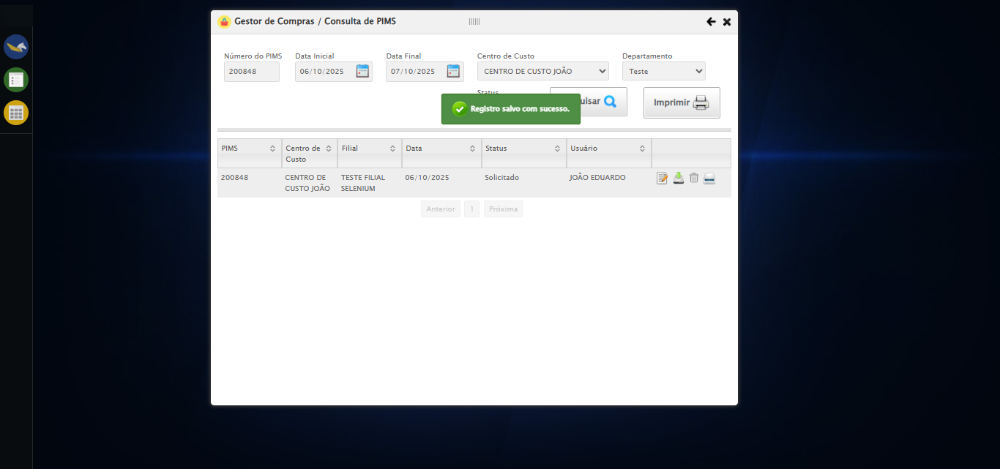 Gestor de Compras / Consulta de PIMS
Número do PIMS
Data Inicial
Data Final
Centro de Custo
Departamento
200848
06/10/2025
07/10/2025
CENTRO DE CUSTO JOÃO
Teste
Status
Registro salvo com sucesso.
uisar
Imprimir
PIMS
Centro de
Custo
Filial
Data
Status
Usuário
200848
CENTRO DE
CUSTO JOÃO
TESTE FILIAL
SELENIUM
06/10/2025
Solicitado
JOÃO EDUARDO
Anterior
1
Próxima